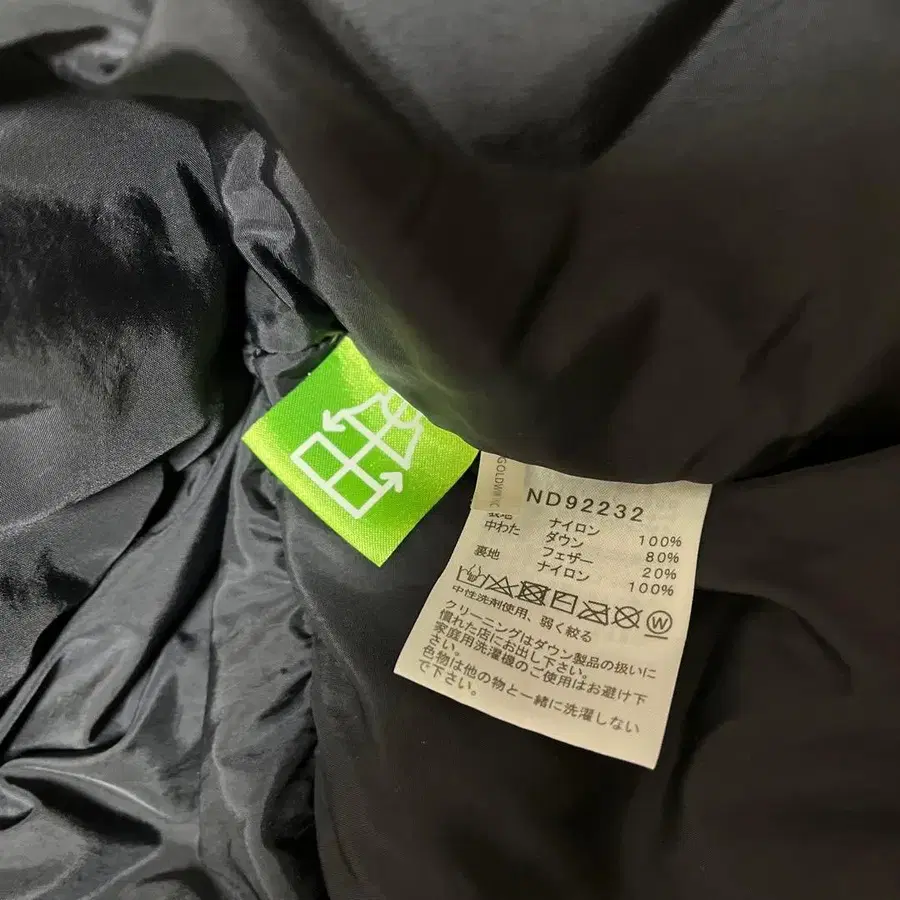 GOLDWIN
ND92232
表地 ナイロン 100%
中わた ダウン 80%
フェザー 20%
裏地 ナイロン 100%
中性洗剤使用、弱く絞る
クリーニングはダウン製品の扱いに
慣れた店にお出し下さい。
家庭用洗濯機のご使用はお避け下
さい。
色物は他の物と一緒に洗濯しない
で下さい。
W